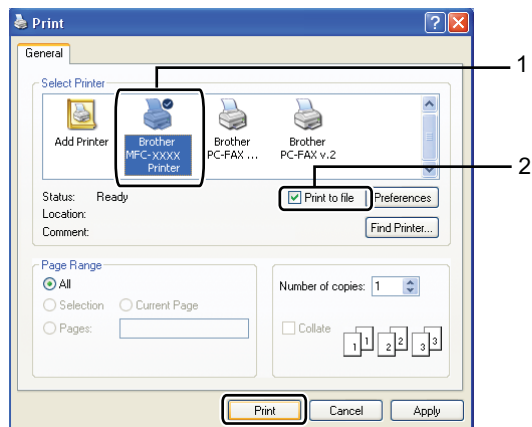 Print
General
1
Select Printer
Add Printer
Brother MFC-XXXX Printer
Brother PC-FAX ...
Brother PC-FAX v.2
2
Status: Ready
Print to file
Preferences
Location:
Comment:
Find Printer...
Page Range
All
Selection
Current Page
Pages:
Number of copies: 1
Collate
1 1 2 2 3 3
Print
Cancel
Apply